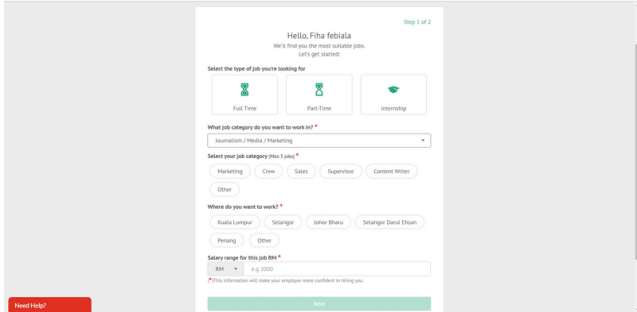 Step 1 of 2
Hello, Fiha febiala
We'll find you the most suitable jobs.
Let's get started!
Select the type of job you're looking for
Full Time Part-Time Internship
What job category do you want to work in? *
Journalism / Media / Marketing
Select your job category (Max 3 jobs) *
Marketing Crew Sales Supervisor Content Writer
Other
Where do you want to work? *
Kuala Lumpur Selangor Johor Bharu Selangor Darul Ehsan
Penang Other
Salary range for this job RM *
RM e.g 2000
(*)This information will make your employer more confident in hiring you.
Next
Need Help?